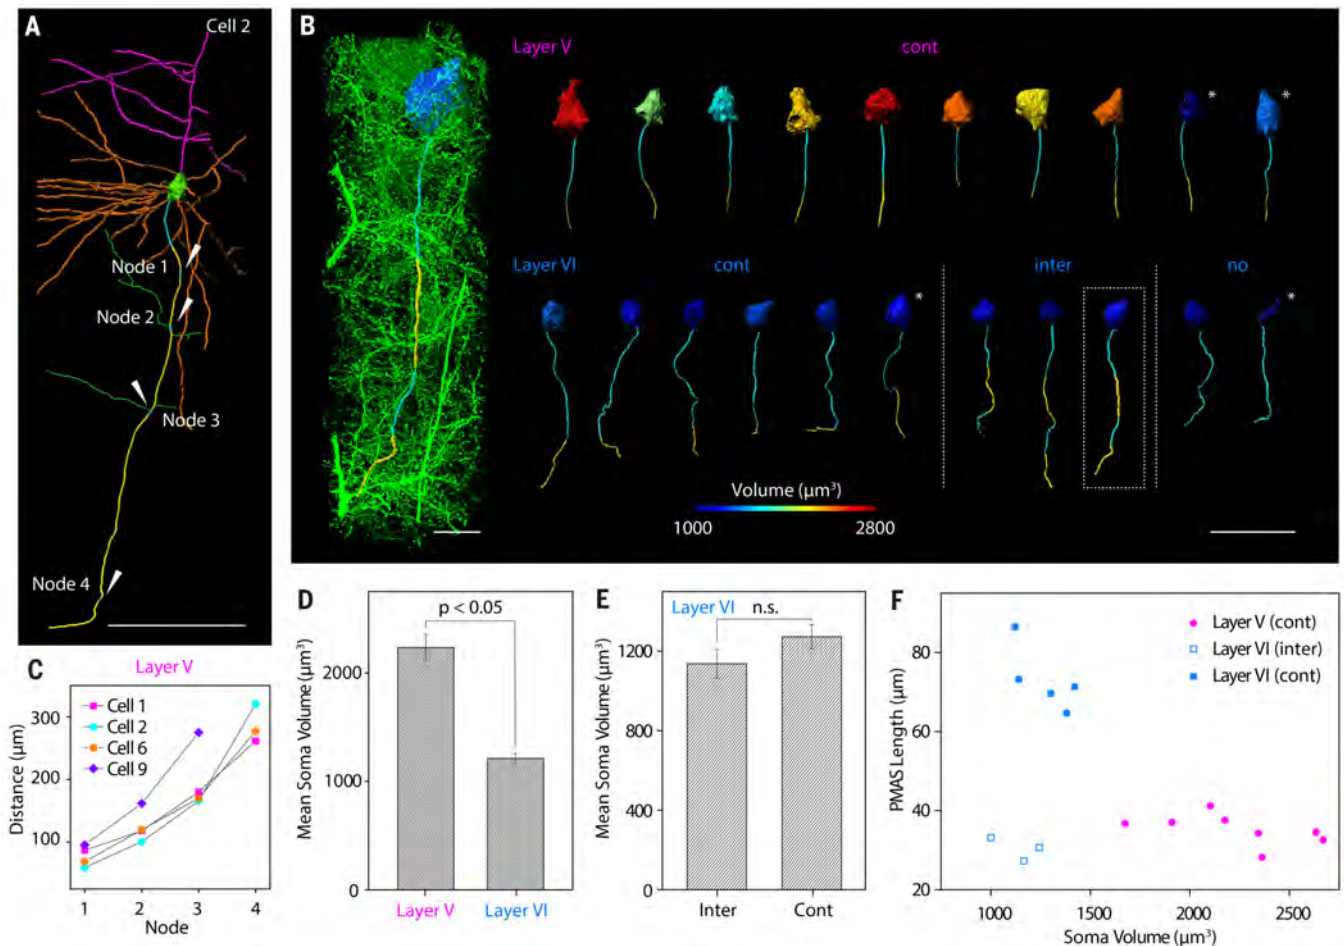 A
Cell 2
Node 1
Node 2
Node 3
Node 4
B
Layer V
cont
*
*
Layer VI
cont
inter
no
*
*
Volume (µm³)
1000
2800
C
Layer V
Distance (µm)
300
200
100
Cell 1
Cell 2
Cell 6
Cell 9
1
2
3
4
Node
D
p < 0.05
Mean Soma Volume (µm³)
2000
1000
0
Layer V
Layer VI
E
Layer VI
n.s.
Mean Soma Volume (µm³)
1200
800
400
0
Inter
Cont
F
PMAS Length (µm)
80
60
40
20
Layer V (cont)
Layer VI (inter)
Layer VI (cont)
1000
1500
2000
2500
Soma Volume (µm³)